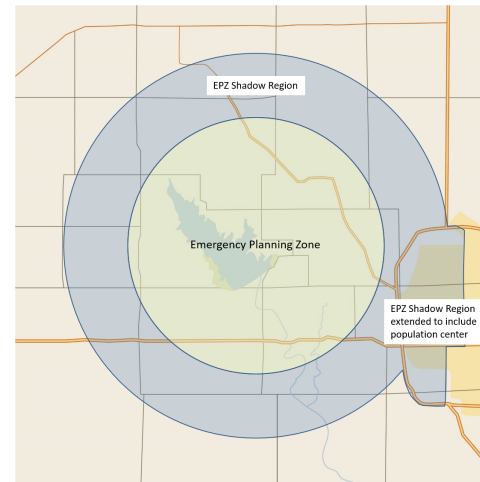 EPZ Shadow Region
Emergency Planning Zone
EPZ Shadow Region
extended to include
population center